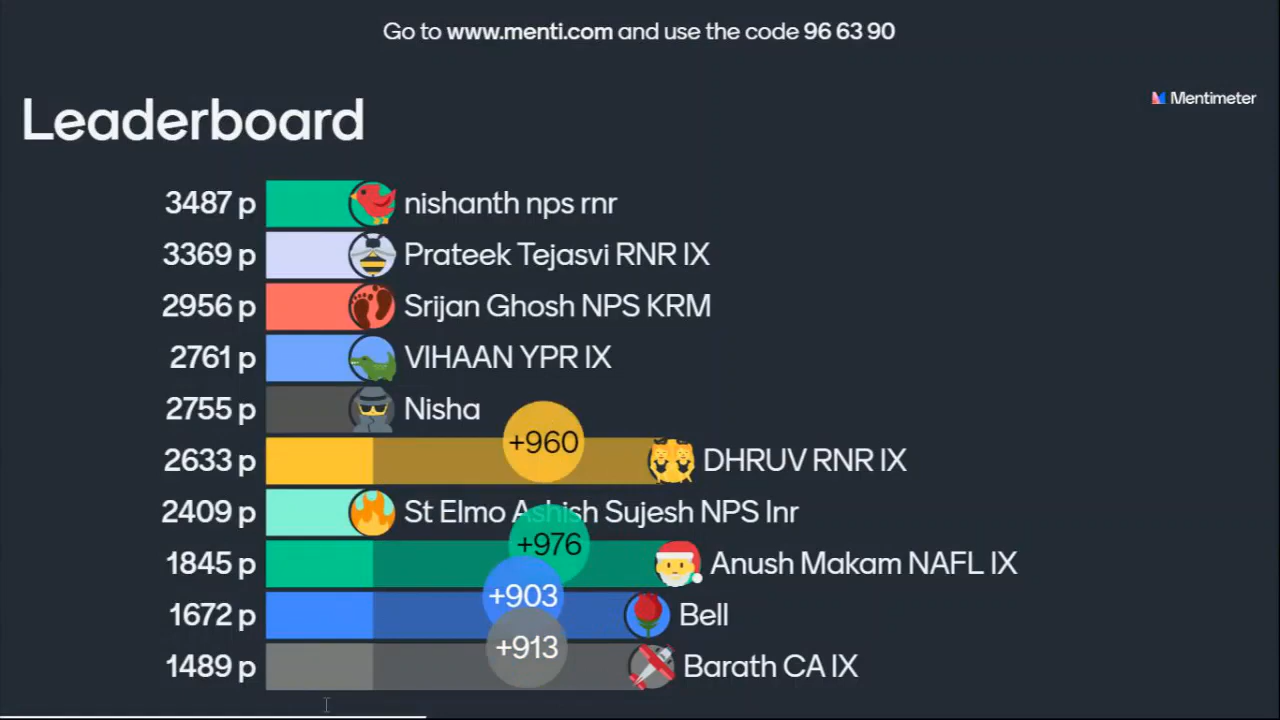 Go to www.menti.com and use the code 96 63 90
Mentimeter
Leaderboard
3487 p nishanth nps rnr
3369 p Prateek Tejasvi RNR IX
2956 p Srijan Ghosh NPS KRM
2761 p VIHAAN YPR IX
2755 p Nisha
2633 p +960 DHRUV RNR IX
2409 p St Elmo Ashish Sujesh NPS Inr
1845 p +976 Anush Makam NAFL IX
1672 p +903 Bell
1489 p +913 Barath CA IX